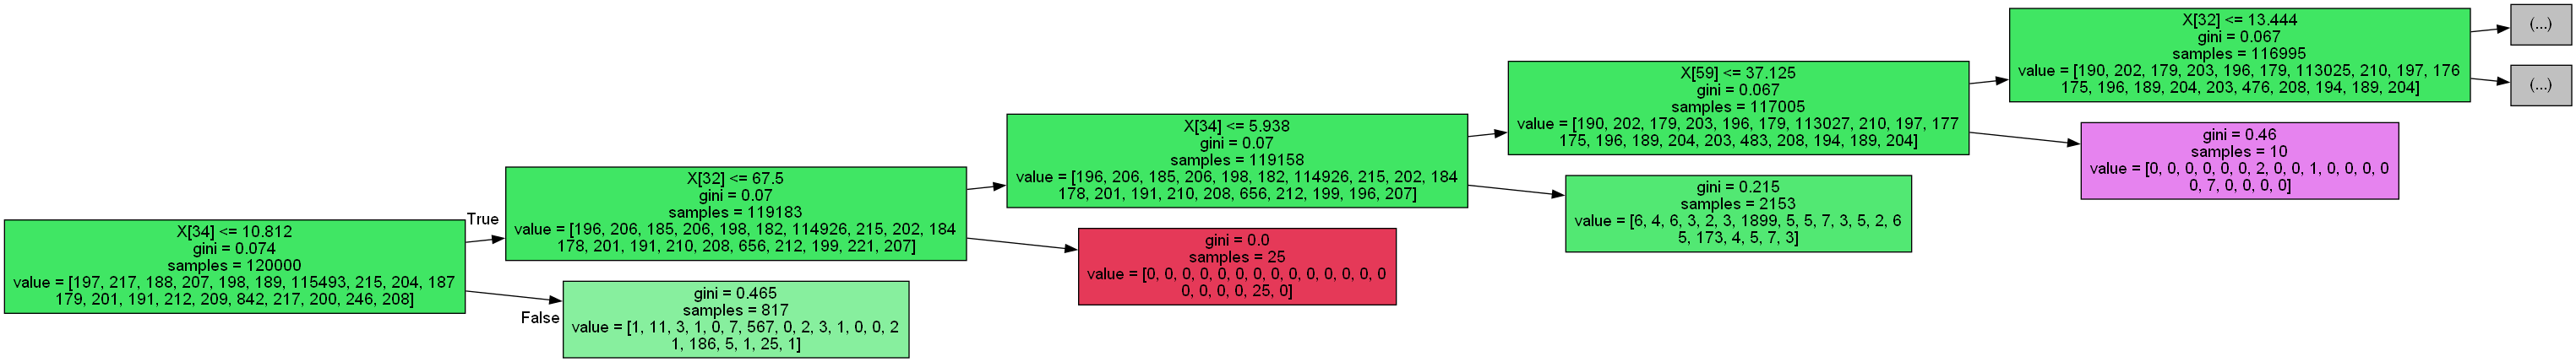 X[34] <= 10.812
gini = 0.074
samples = 120000
value = [197, 217, 188, 207, 198, 189, 115493, 215, 204, 187
179, 201, 191, 212, 209, 842, 217, 200, 246, 208]
True
False
X[32] <= 67.5
gini = 0.07
samples = 119183
value = [196, 206, 185, 206, 198, 182, 114926, 215, 202, 184
178, 201, 191, 210, 208, 656, 212, 199, 221, 207]
gini = 0.465
samples = 817
value = [1, 11, 3, 1, 0, 7, 567, 0, 2, 3, 1, 0, 0, 2
1, 186, 5, 1, 25, 1]
X[34] <= 5.938
gini = 0.07
samples = 119158
value = [196, 206, 185, 206, 198, 182, 114926, 215, 202, 184
178, 201, 191, 210, 208, 656, 212, 199, 196, 207]
gini = 0.0
samples = 25
value = [0, 0, 0, 0, 0, 0, 0, 0, 0, 0, 0, 0, 0, 0
0, 0, 0, 0, 25, 0]
X[59] <= 37.125
gini = 0.067
samples = 117005
value = [190, 202, 179, 203, 196, 179, 113027, 210, 197, 177
175, 196, 189, 204, 203, 483, 208, 194, 189, 204]
gini = 0.215
samples = 2153
value = [6, 4, 6, 3, 2, 3, 1899, 5, 5, 7, 3, 5, 2, 6
5, 173, 4, 5, 7, 3]
X[32] <= 13.444
gini = 0.067
samples = 116995
value = [190, 202, 179, 203, 196, 179, 113025, 210, 197, 176
175, 196, 189, 204, 203, 476, 208, 194, 189, 204]
gini = 0.46
samples = 10
value = [0, 0, 0, 0, 0, 0, 2, 0, 0, 1, 0, 0, 0, 0
0, 7, 0, 0, 0, 0]
(...)
(...)